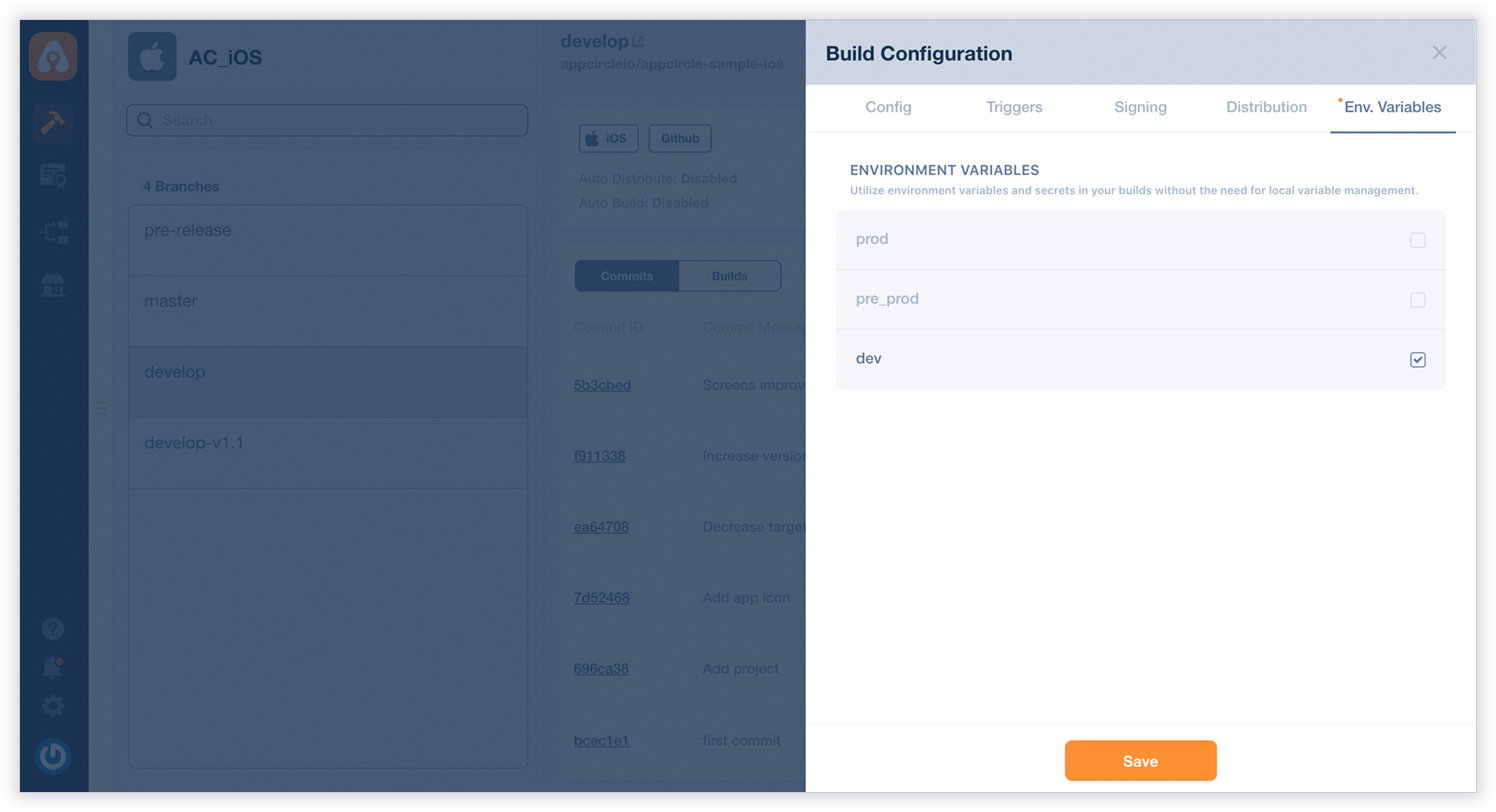 AC_iOS
Search
4 Branches
pre-release
master
develop
develop-v1.1
develop
appcircleio/appcircle-sample-ios
iOS
Github
Auto Distribute: Disabled
Auto Build: Disabled
Commits Builds
Commit ID Commit Messag
5b3cbed Screens improv
f911338 Increase version
ea64708 Decrease target
7d52468 Add app icon
696ca38 Add project
bcec1e1 first commit
?
Build Configuration
Config Triggers Signing Distribution Env. Variables
ENVIRONMENT VARIABLES
Utilize environment variables and secrets in your builds without the need for local variable management.
prod
pre_prod
dev
Save